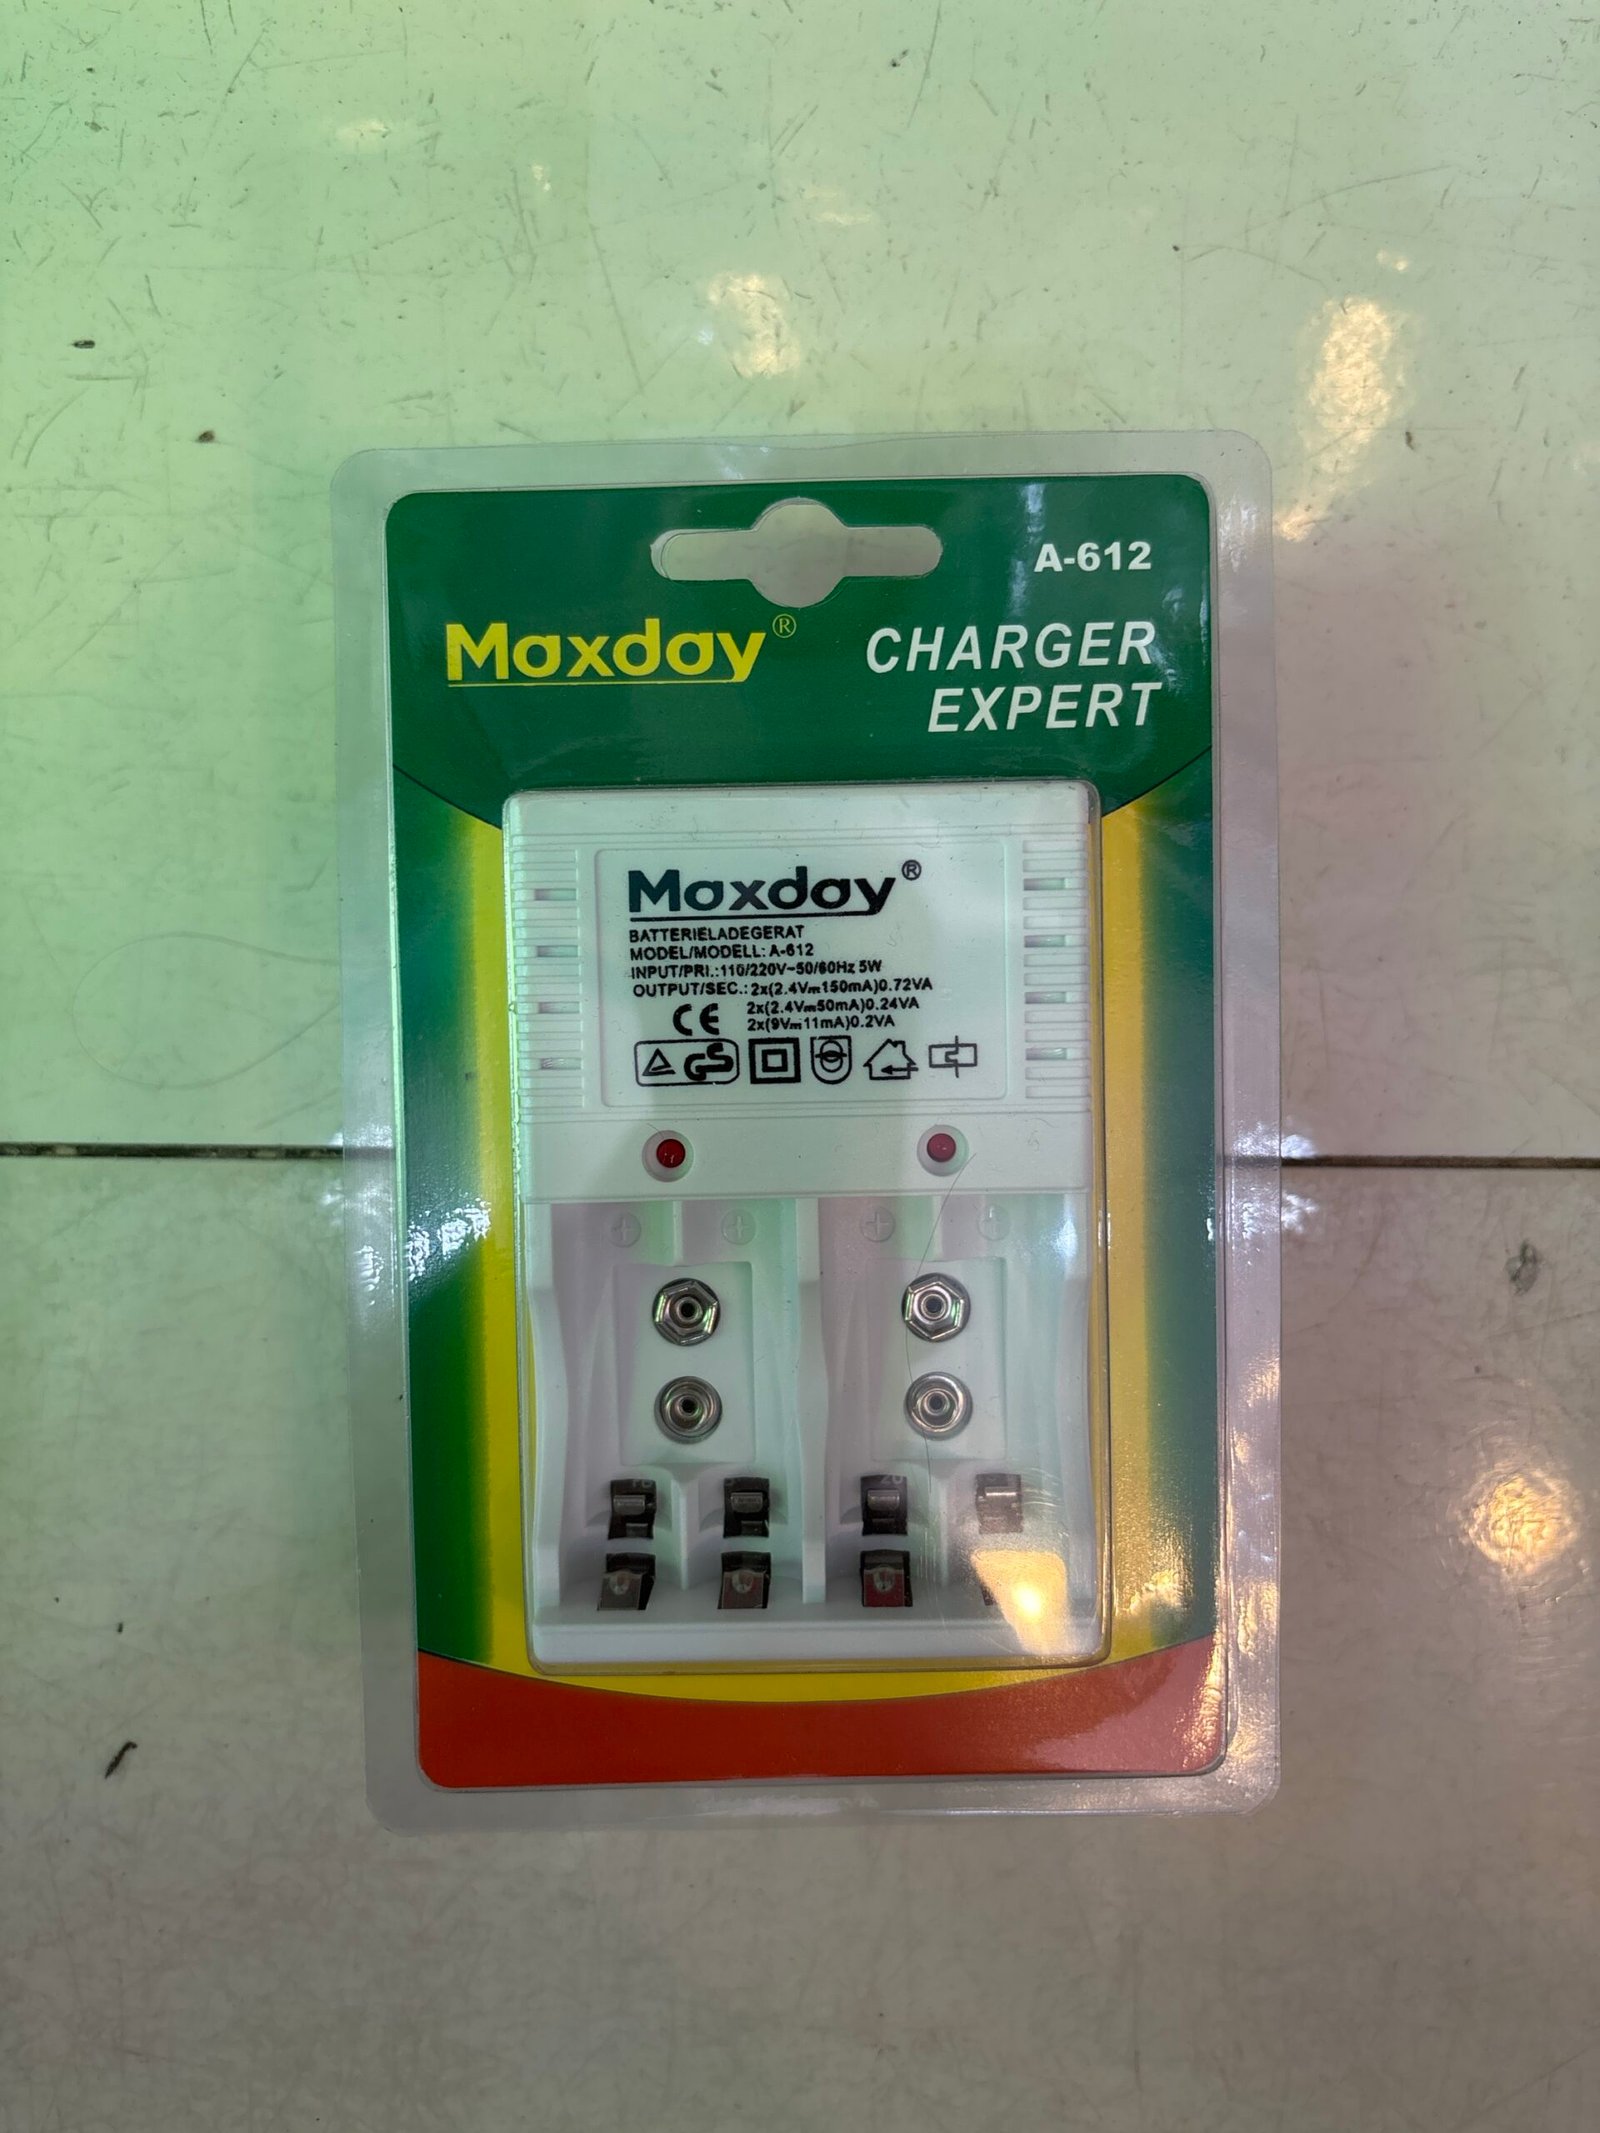 A-612
Maxday®
CHARGER
EXPERT
Maxday®
BATTERIELADEGERAT
MODEL/MODELL: A-612
INPUT/PRI.:110/220V~50/60Hz 5W
OUTPUT/SEC.: 2x(2.4V⎓150mA)0.72VA
2x(2.4V⎓50mA)0.24VA
CE
2x(9V⎓11mA)0.2VA
GS